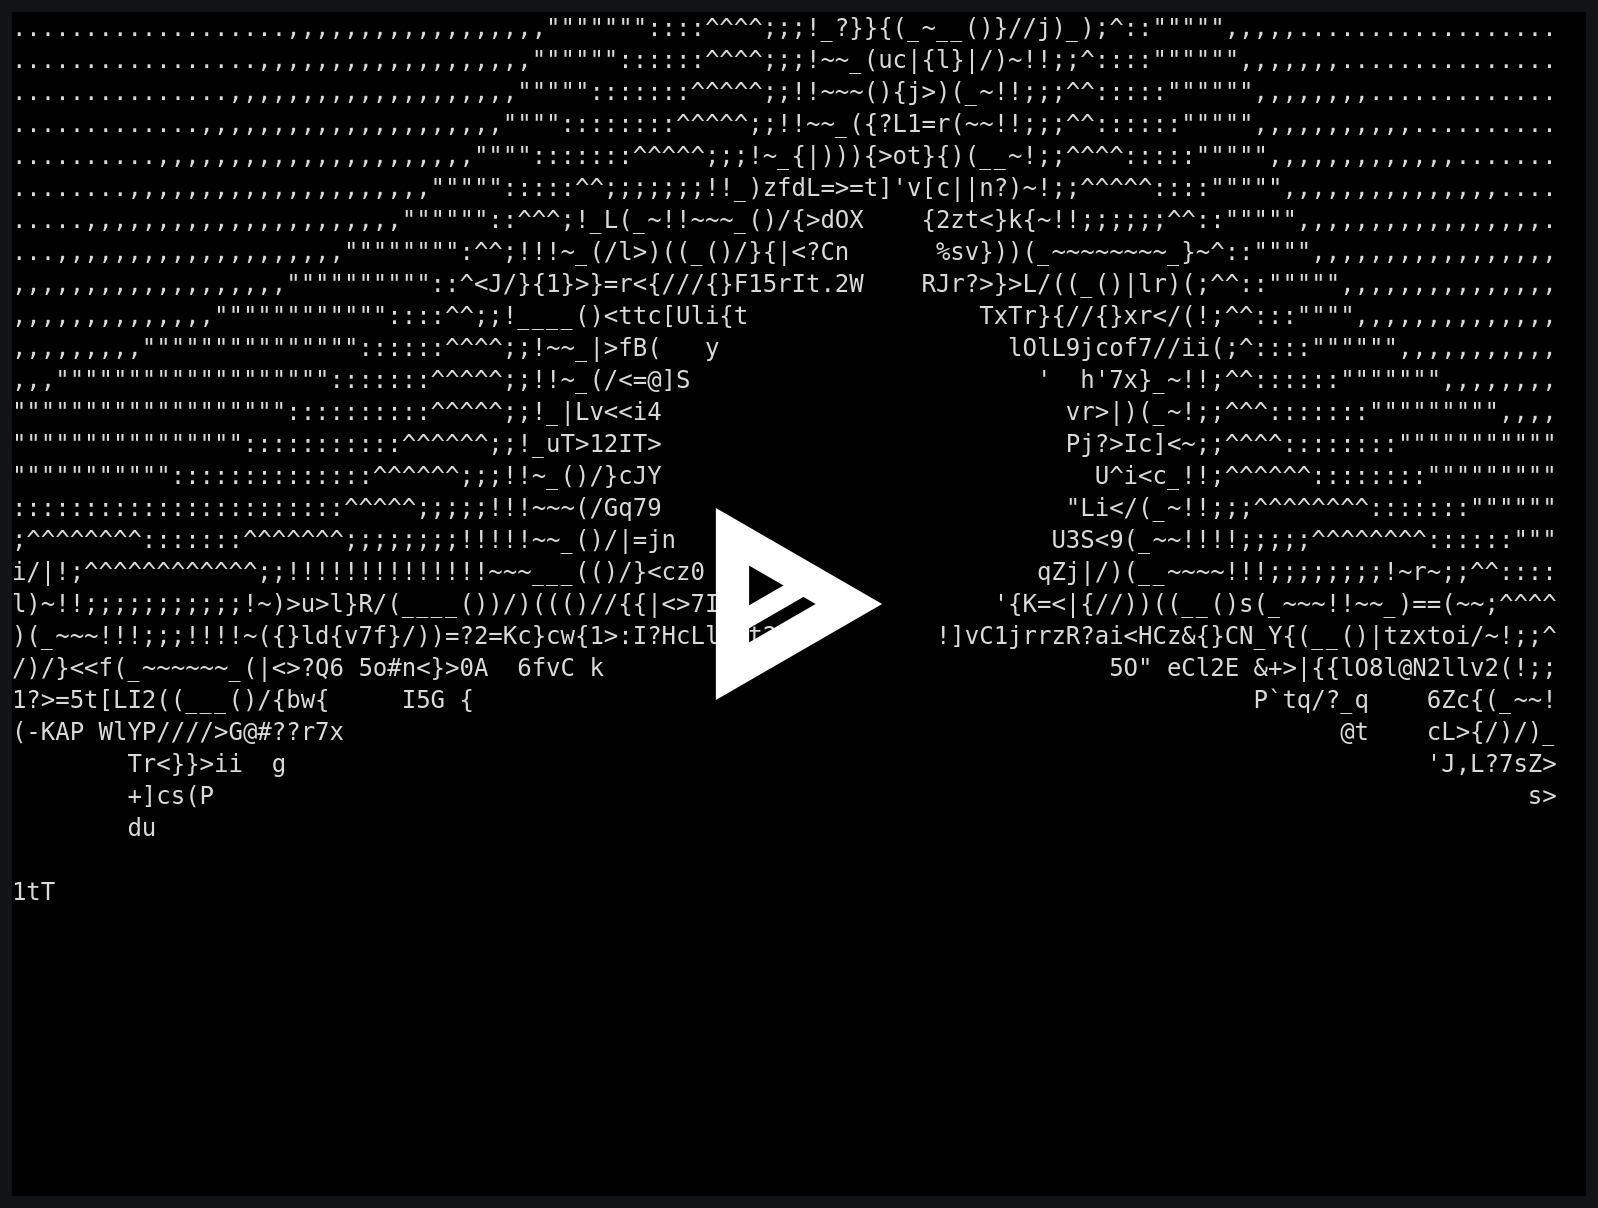 ...................,,,,,,,,,,,,,,,,,,""""""":::^^^^;;;!_?}}{(_~__()}//j)_);^::""""",,,,,..................
.................,,,,,,,,,,,,,,,,,,,""""""::::::^^^^;;;!~~_(uc|{l}|/)~!!;;^::::"""""",,,,,,,...............
...............,,,,,,,,,,,,,,,,,,,,""""":::::::^^^^^;;!!~~~(){j>)(_~!!;;;^^:::::"""""",,,,,,,,.............
.............,,,,,,,,,,,,,,,,,,,,,""""::::::::^^^^^;;!!~~_({?L1=r(~~!!;;;^^::::::""""",,,,,,,,,,,..........
..........,,,,,,,,,,,,,,,,,,,,,,"""":::::::^^^^^;;;!~_{|))){>ot}{)(__~!;;^^^^:::::""""",,,,,,,,,,,,,.......
........,,,,,,,,,,,,,,,,,,,,,""""":::::^^;;;;;;;!!_)zfdL=>=t]'v[c||n?)~!;;^^^^^::::""""",,,,,,,,,,,,,,,....
.....,,,,,,,,,,,,,,,,,,,,,,""""""::^^^;!_L(_~!!~~~_()/{>dOX    {2zt<}k{~!!;;;;;;^^::""""",,,,,,,,,,,,,,,,,.
...,,,,,,,,,,,,,,,,,,,,"""""""":^^;!!!~_(/l>)((_()/}{|<?Cn      %sv}))(_~~~~~~~~_}~^::"""",,,,,,,,,,,,,,,,,
,,,,,,,,,,,,,,,,,,,""""""""""::^<J/}{1}>}=r<{///{}F15rIt.2W    RJr?>}>L/((_()|lr)(;^^::""""",,,,,,,,,,,,,,,
,,,,,,,,,,,,,,""""""""""""::::^^;;!____()<ttc[Uli{t                TxTr}{//{}xr</(!;^^:::"""",,,,,,,,,,,,,,
,,,,,,,,,"""""""""""""""::::::^^^^;;!~~_|>fB(   y                    lOlL9jcof7//ii(;^::::"""""",,,,,,,,,,,
,,,""""""""""""""""""":::::::^^^^^;;!!~_(/<=@]S                        '  h'7x}_~!!;^^::::::""""""",,,,,,,,
"""""""""""""""""""::::::::::^^^^^;;!_|Lv<<i4                            vr>|)(_~!;;^^^:::::::""""""""",,,,
"""""""""""""""":::::::::::^^^^^^;;!_uT>12IT>                            Pj?>Ic]<~;;^^^^::::::::"""""""""""
"""""""""""::::::::::::::^^^^^^;;;!!~_()/}cJY                              U^i<c_!!;^^^^^^::::::::"""""""""
:::::::::::::::::::::::^^^^^;;;;;!!!~~~(/Gq79                            "Li</(_~!!;;;^^^^^^^^:::::::""""""
;^^^^^^^^:::::::^^^^^^^;;;;;;;;!!!!!~~_()/|=jn                          U3S<9(_~~!!!!;;;;;^^^^^^^^::::::"""
i/|!;^^^^^^^^^^^^;;!!!!!!!!!!!!!!~~~___(()/}<cz0                       qZj|/)(__~~~~!!!;;;;;;;;!~r~;;^^::::
l)~!!;;;;;;;;;;;!~)>u>l}R/(____())/)((()//{{|<>7I                   '{K=<|{//))((__()s(_~~~!!~~_)==(~~;^^^^
)(_~~~!!!;;;!!!!~({}ld{v7f}/))=?2=Kc}cw{1>:I?HcLl               !]vC1jrrzR?ai<HCz&{}CN_Y{(__()|tzxtoi/~!;;^
/)/}<<f(_~~~~~~_(|<>?Q6 5o#n<}>0A  6fvC k                                   5O" eCl2E &+>|{{lO8l@N2llv2(!;;
1?>=5t[LI2((___()/{bw{     I5G {                                                      P`tq/?_q    6Zc{(_~~!
(-KAP WlYP////>G@#??r7x                                                                     @t    cL>{/)/)_
        Tr<}}>ii  g                                                                               'J,L?7sZ>
        +]cs(P                                                                                           s>
        du
1tT